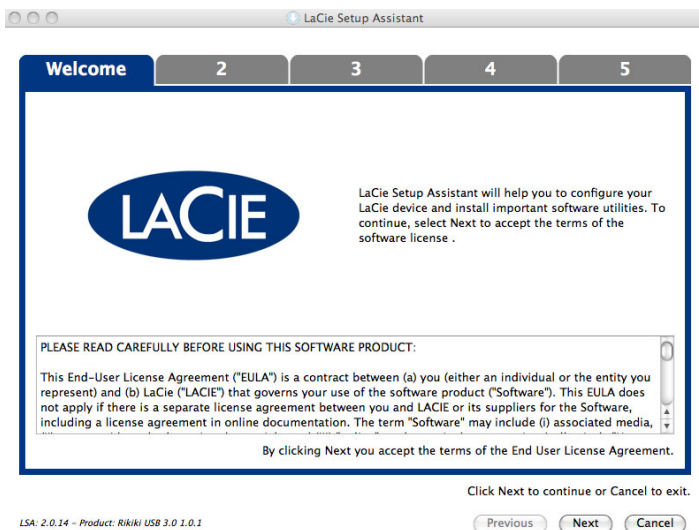 LaCie Setup Assistant
Welcome 2 3 4 5
LACIE
LaCie Setup Assistant will help you to configure your
LaCie device and install important software utilities. To
continue, select Next to accept the terms of the
software license .
PLEASE READ CAREFULLY BEFORE USING THIS SOFTWARE PRODUCT:
This End-User License Agreement ("EULA") is a contract between (a) you (either an individual or the entity you
represent) and (b) LaCie ("LACIE") that governs your use of the software product ("Software"). This EULA does
not apply if there is a separate license agreement between you and LACIE or its suppliers for the Software,
including a license agreement in online documentation. The term "Software" may include (i) associated media,
By clicking Next you accept the terms of the End User License Agreement.
Click Next to continue or Cancel to exit.
LSA: 2.0.14 – Product: Rikiki USB 3.0 1.0.1
Previous Next Cancel